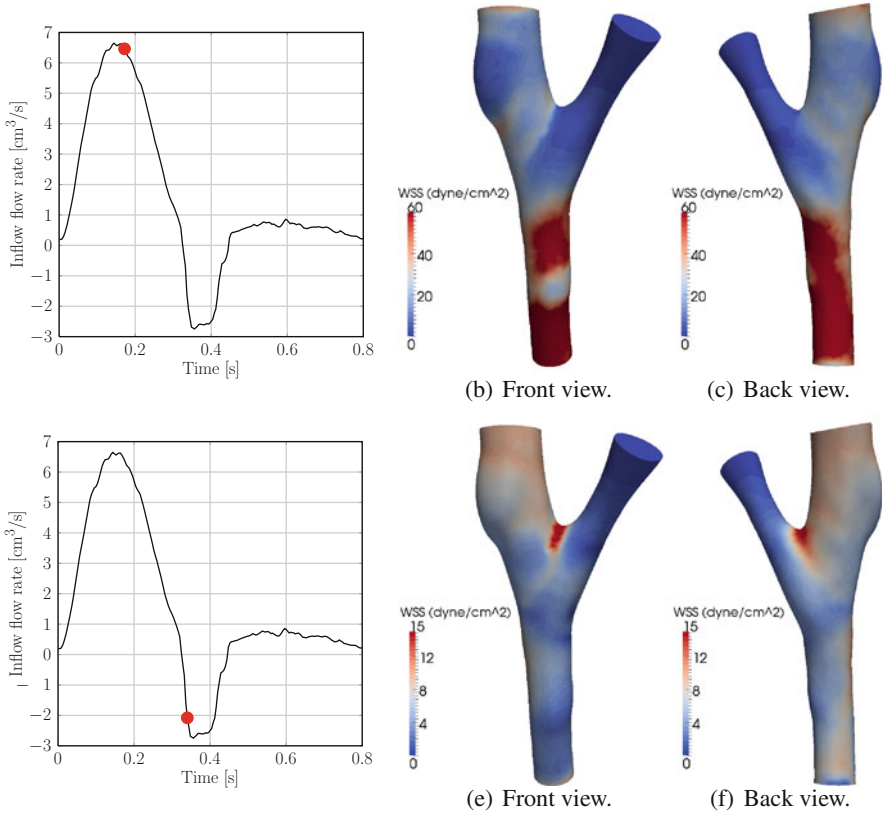 7
6
5
4
3
2
1
0
−1
−2
−3
Inflow flow rate [cm³/s]
0 0.2 0.4 0.6 0.8
Time [s]
WSS (dyne/cm^2)
60
40
20
0
(b) Front view.
WSS (dyne/cm^2)
60
40
20
0
(c) Back view.
7
6
5
4
3
2
1
0
−1
−2
−3
Inflow flow rate [cm³/s]
0 0.2 0.4 0.6 0.8
Time [s]
WSS (dyne/cm^2)
15
12
8
4
0
(e) Front view.
WSS (dyne/cm^2)
15
12
8
4
0
(f) Back view.